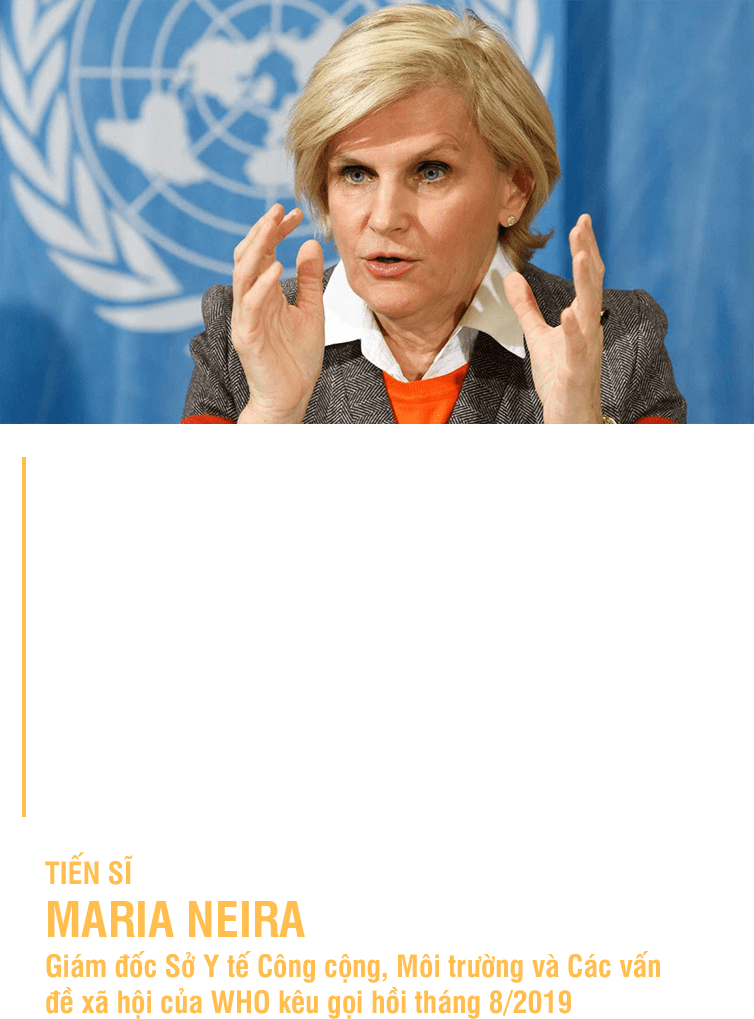 TIẾN SĨ
MARIA NEIRA
Giám đốc Sở Y tế Công cộng, Môi trường và Các vấn
đề xã hội của WHO kêu gọi hồi tháng 8/2019